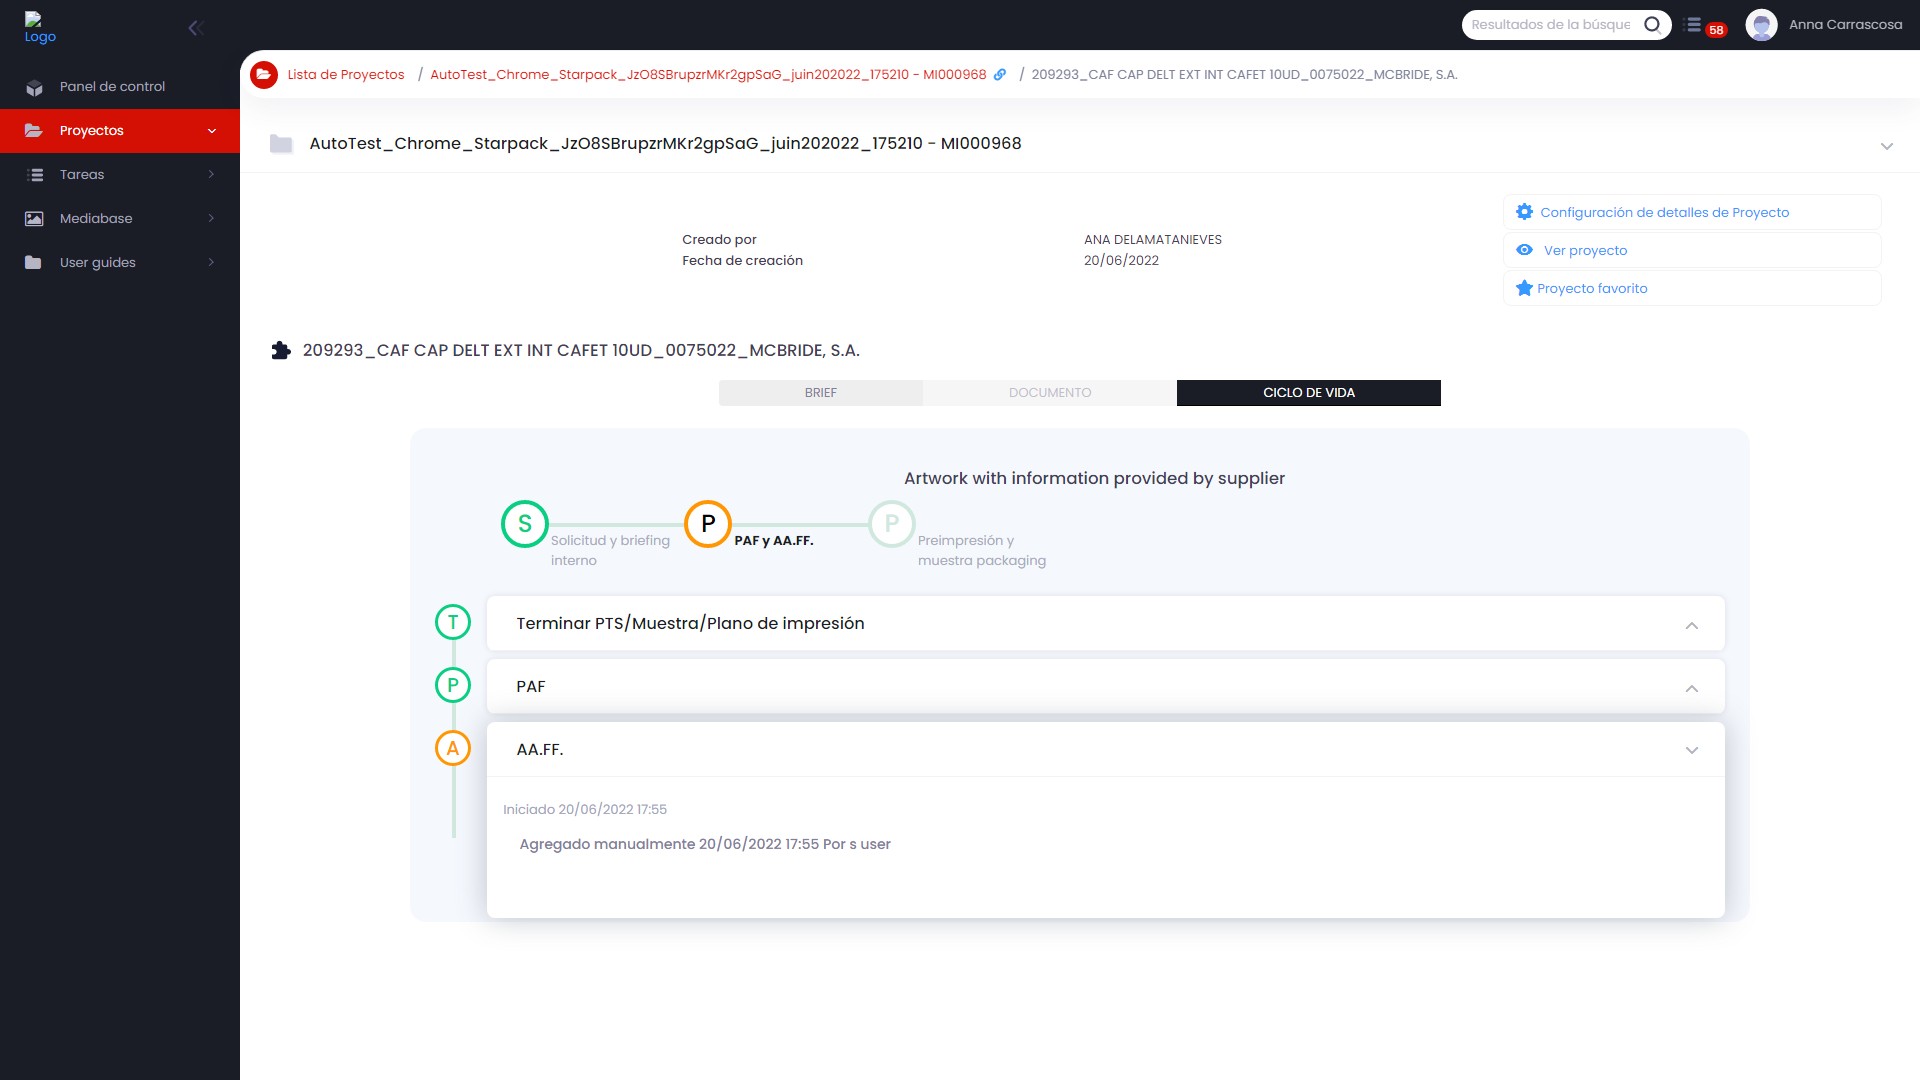 Logo
Resultados de la búsque
58
Anna Carrascosa
Panel de control
Proyectos
Tareas
Mediabase
User guides
Lista de Proyectos / AutoTest_Chrome_Starpack_JzO8SBrupzrMKr2gpSaG_juin202022_175210 - MI000968 / 209293_CAF CAP DELT EXT INT CAFET 10UD_0075022_MCBRIDE, S.A.
AutoTest_Chrome_Starpack_JzO8SBrupzrMKr2gpSaG_juin202022_175210 - MI000968
Creado por ANA DELAMATANIEVES
Fecha de creación 20/06/2022
Configuración de detalles de Proyecto
Ver proyecto
Proyecto favorito
209293_CAF CAP DELT EXT INT CAFET 10UD_0075022_MCBRIDE, S.A.
BRIEF DOCUMENTO CICLO DE VIDA
Artwork with information provided by supplier
S P P
Solicitud y briefing
interno
PAF y AA.FF.
Preimpresión y
muestra packaging
T Terminar PTS/Muestra/Plano de impresión
P PAF
A AA.FF.
Iniciado 20/06/2022 17:55
Agregado manualmente 20/06/2022 17:55 Por s user